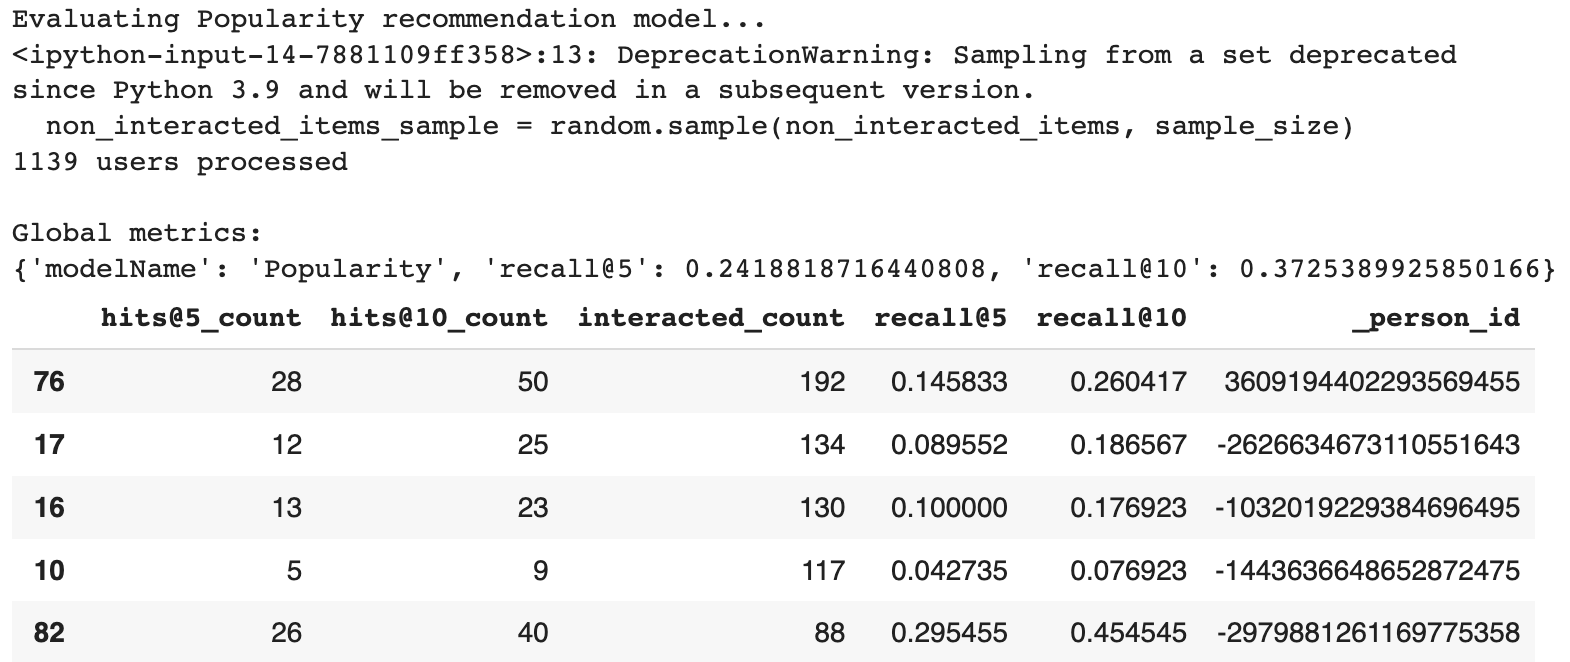 Evaluating Popularity recommendation model...
<ipython-input-14-7881109ff358>:13: DeprecationWarning: Sampling from a set deprecated
since Python 3.9 and will be removed in a subsequent version.
  non_interacted_items_sample = random.sample(non_interacted_items, sample_size)
1139 users processed

Global metrics:
{'modelName': 'Popularity', 'recall@5': 0.2418818716440808, 'recall@10': 0.3725389925850166}
hits@5_count hits@10_count interacted_count recall@5 recall@10 _person_id
76 28 50 192 0.145833 0.260417 3609194402293569455
17 12 25 134 0.089552 0.186567 -2626634673110551643
16 13 23 130 0.100000 0.176923 -1032019229384696495
10 5 9 117 0.042735 0.076923 -1443636648652872475
82 26 40 88 0.295455 0.454545 -2979881261169775358